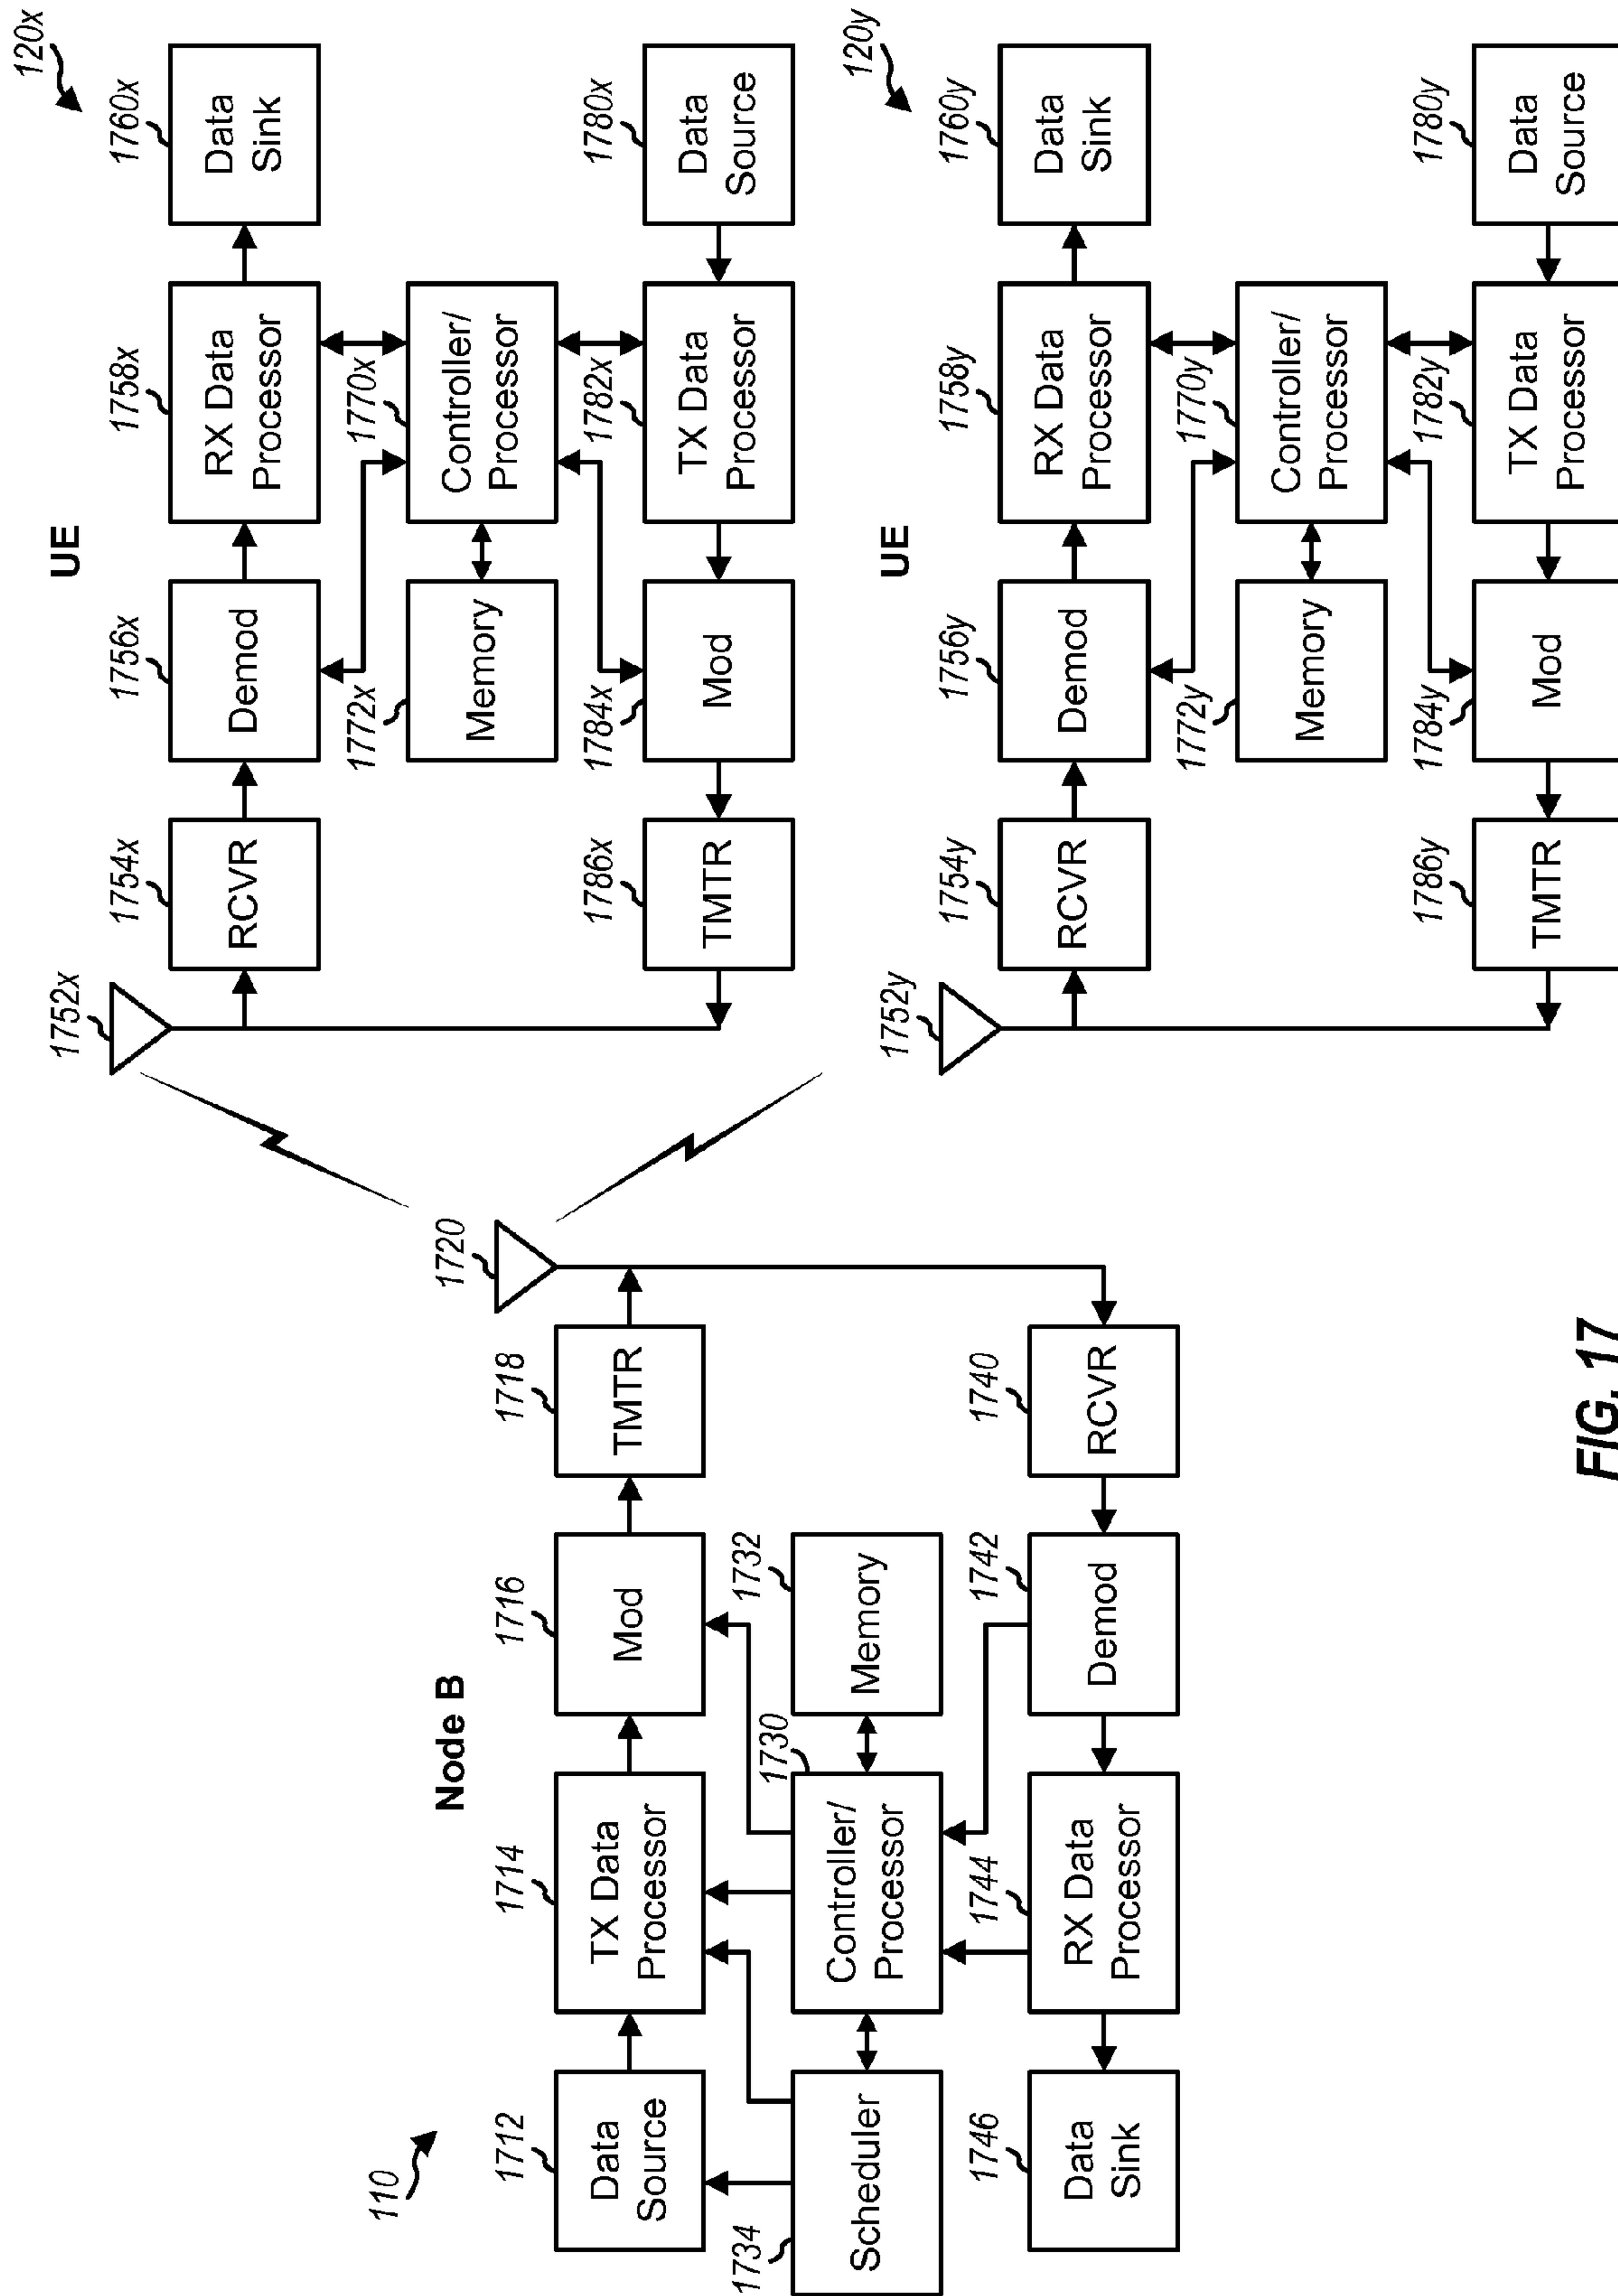 110
Node B
1712
Data
Source
1714
TX Data
Processor
1716
Mod
1718
TMTR
1720
1734
Scheduler
1730
Controller/
Processor
1732
Memory
1746
Data
Sink
1744
RX Data
Processor
1742
Demod
1740
RCVR
120x
UE
1752x
1754x
RCVR
1756x
Demod
1758x
RX Data
Processor
1760x
Data
Sink
1772x
Memory
1770x
Controller/
Processor
1786x
TMTR
1784x
Mod
1782x
TX Data
Processor
1780x
Data
Source
120y
UE
1752y
1754y
RCVR
1756y
Demod
1758y
RX Data
Processor
1760y
Data
Sink
1772y
Memory
1770y
Controller/
Processor
1786y
TMTR
1784y
Mod
1782y
TX Data
Processor
1780y
Data
Source
FIG. 17